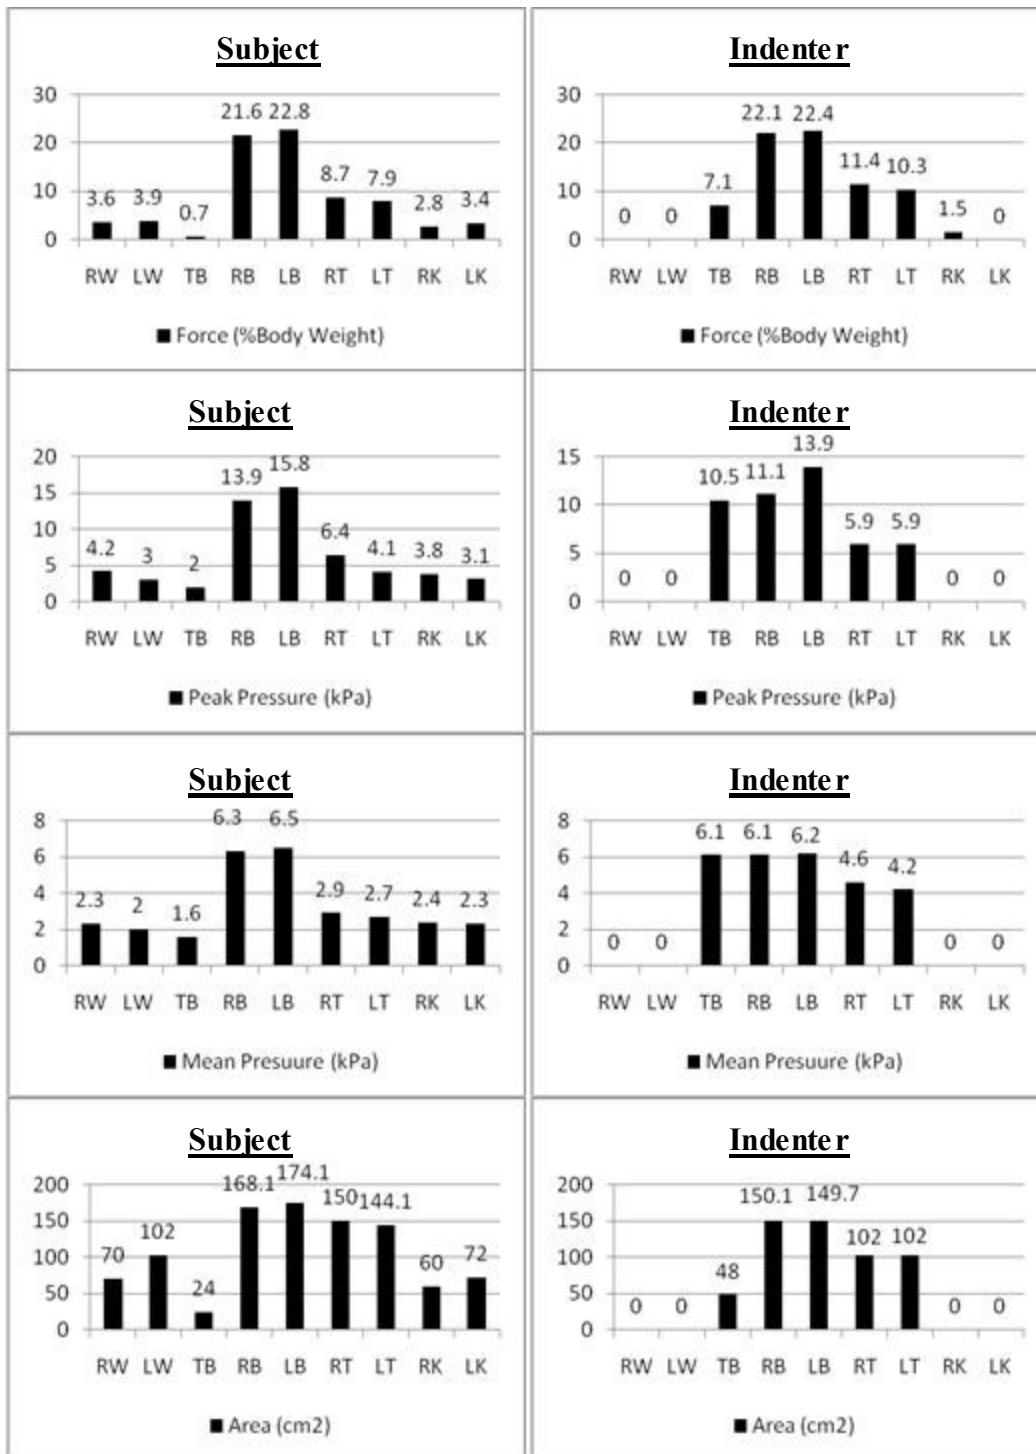 Subject
30
20
10
0
3.6 3.9 0.7 21.6 22.8 8.7 7.9 2.8 3.4
RW LW TB RB LB RT LT RK LK
Force (%Body Weight)
Indenter
30
20
10
0
0 0 7.1 22.1 22.4 11.4 10.3 1.5 0
RW LW TB RB LB RT LT RK LK
Force (%Body Weight)
Subject
20
15
10
5
0
4.2 3 2 13.9 15.8 6.4 4.1 3.8 3.1
RW LW TB RB LB RT LT RK LK
Peak Pressure (kPa)
Indenter
15
10
5
0
0 0 10.5 11.1 13.9 5.9 5.9 0 0
RW LW TB RB LB RT LT RK LK
Peak Pressure (kPa)
Subject
8
6
4
2
0
2.3 2 1.6 6.3 6.5 2.9 2.7 2.4 2.3
RW LW TB RB LB RT LT RK LK
Mean Presuure (kPa)
Indenter
8
6
4
2
0
0 0 6.1 6.1 6.2 4.6 4.2 0 0
RW LW TB RB LB RT LT RK LK
Mean Presuure (kPa)
Subject
200
150
100
50
0
70 102 24 168.1 174.1 150 144.1 60 72
RW LW TB RB LB RT LT RK LK
Area (cm2)
Indenter
200
150
100
50
0
0 0 48 150.1 149.7 102 102 0 0
RW LW TB RB LB RT LT RK LK
Area (cm2)